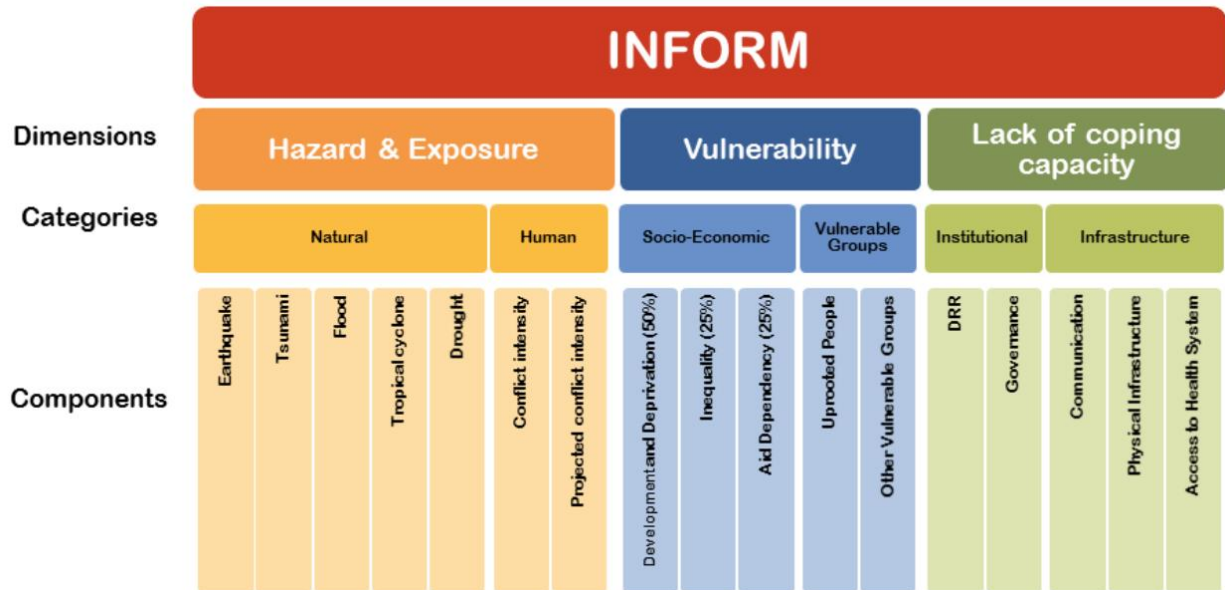 INFORM
Dimensions
Hazard & Exposure
Vulnerability
Lack of coping
capacity
Categories
Natural
Human
Socio-Economic
Vulnerable
Groups
Institutional
Infrastructure
Components
Earthquake
Tsunami
Flood
Tropical cyclone
Drought
Conflict intensity
Projected conflict intensity
Development and Deprivation (50%)
Inequality (25%)
Aid Dependency (25%)
Uprooted People
Other Vulnerable Groups
DRR
Governance
Communication
Physical Infrastructure
Access to Health System